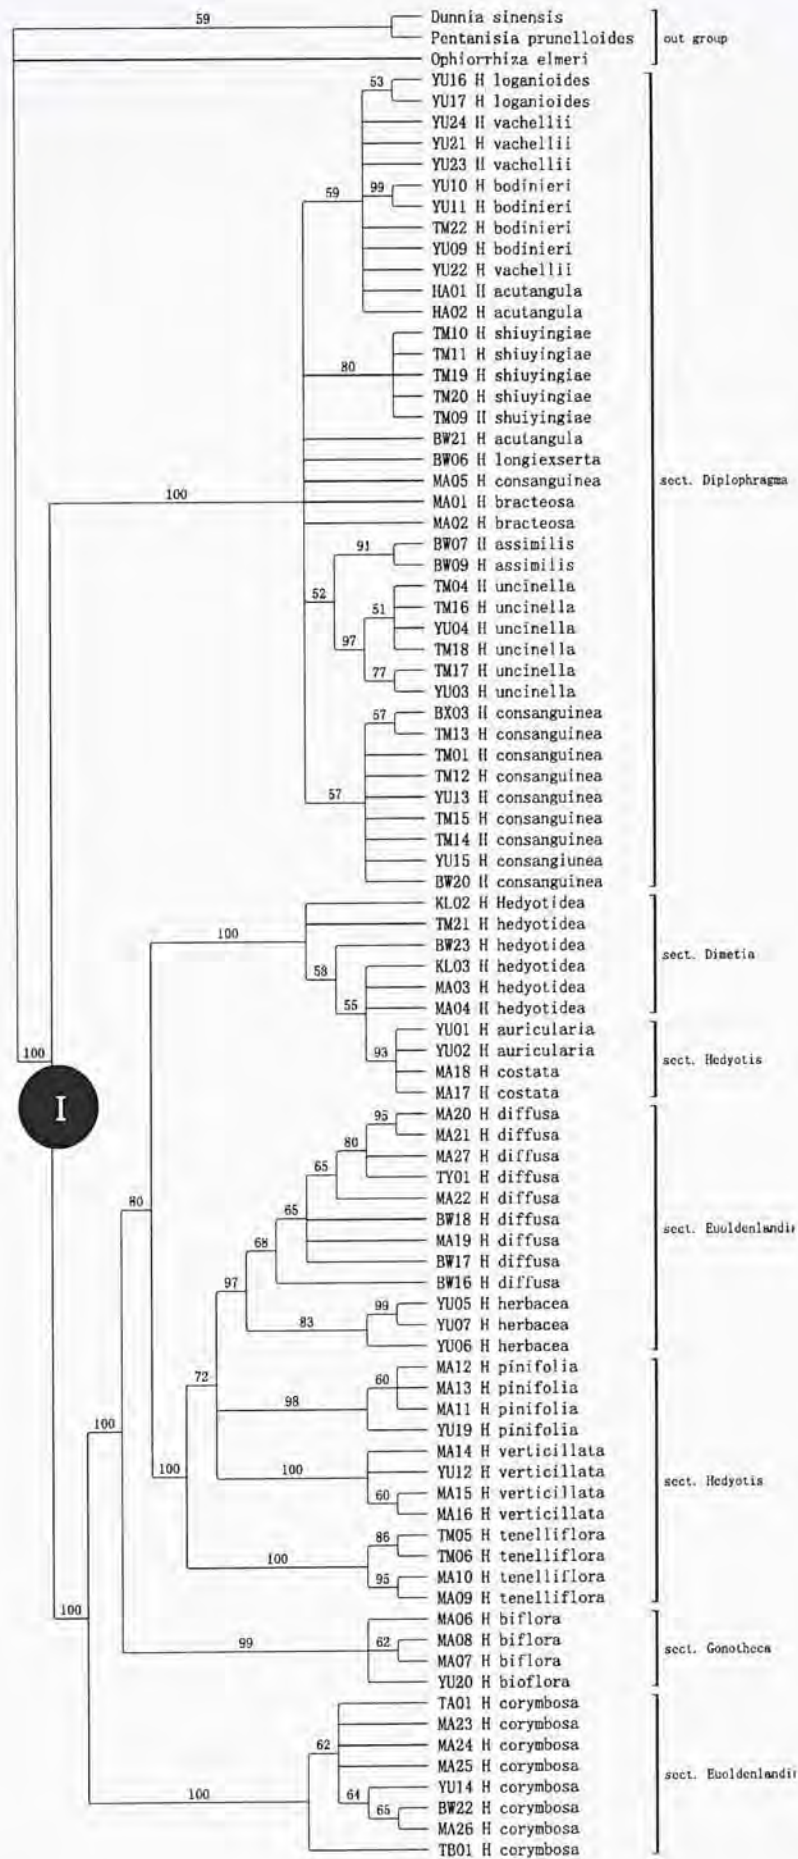 59
Dunnia sinensis
Pentanisia prunelloides
out group
Ophiorrhiza elmeri
53
YU16 H loganioides
YU17 H loganioides
YU24 H vachellii
YU21 H vachellii
YU23 H vachellii
59
99
YU10 H bodinieri
YU11 H bodinieri
TM22 H bodinieri
YU09 H bodinieri
YU22 H vachellii
HA01 H acutangula
HA02 H acutangula
TM10 H shiuyingiae
TM11 H shiuyingiae
80
TM19 H shiuyingiae
TM20 H shiuyingiae
TM09 H shuiyingiae
BW21 H acutangula
BW06 H longiexserta
MA05 H consanguinea
sect. Diplophragma
100
MA01 H bracteosa
MA02 H bracteosa
91
BW07 H assimilis
BW09 H assimilis
52
TM04 H uncinella
51
TM16 H uncinella
YU04 H uncinella
97
TM18 H uncinella
77
TM17 H uncinella
YU03 H uncinella
57
BX03 H consanguinea
TM13 H consanguinea
TM01 H consanguinea
TM12 H consanguinea
57
YU13 H consanguinea
TM15 H consanguinea
TM14 H consanguinea
YU15 H consangiunea
BW20 H consanguinea
KL02 H Hedyotidea
TM21 H hedyotidea
100
BW23 H hedyotidea
sect. Dimetia
58
KL03 H hedyotidea
MA03 H hedyotidea
55
MA04 H hedyotidea
YU01 H auricularia
93
YU02 H auricularia
sect. Hedyotis
MA18 H costata
MA17 H costata
100
I
95
MA20 H diffusa
MA21 H diffusa
80
MA27 H diffusa
65
TY01 H diffusa
MA22 H diffusa
80
65
BW18 H diffusa
sect. Euoldenlandi
MA19 H diffusa
68
BW17 H diffusa
BW16 H diffusa
97
99
YU05 H herbacea
83
YU07 H herbacea
YU06 H herbacea
MA12 H pinifolia
72
60
MA13 H pinifolia
98
MA11 H pinifolia
YU19 H pinifolia
100
MA14 H verticillata
100
100
YU12 H verticillata
sect. Hedyotis
60
MA15 H verticillata
MA16 H verticillata
86
TM05 H tenelliflora
100
TM06 H tenelliflora
95
MA10 H tenelliflora
MA09 H tenelliflora
100
MA06 H biflora
99
62
MA08 H biflora
sect. Gonotheca
MA07 H biflora
YU20 H bioflora
TA01 H corymbosa
MA23 H corymbosa
62
MA24 H corymbosa
MA25 H corymbosa
sect. Euoldenlandi
100
64
YU14 H corymbosa
65
BW22 H corymbosa
MA26 H corymbosa
TB01 H corymbosa